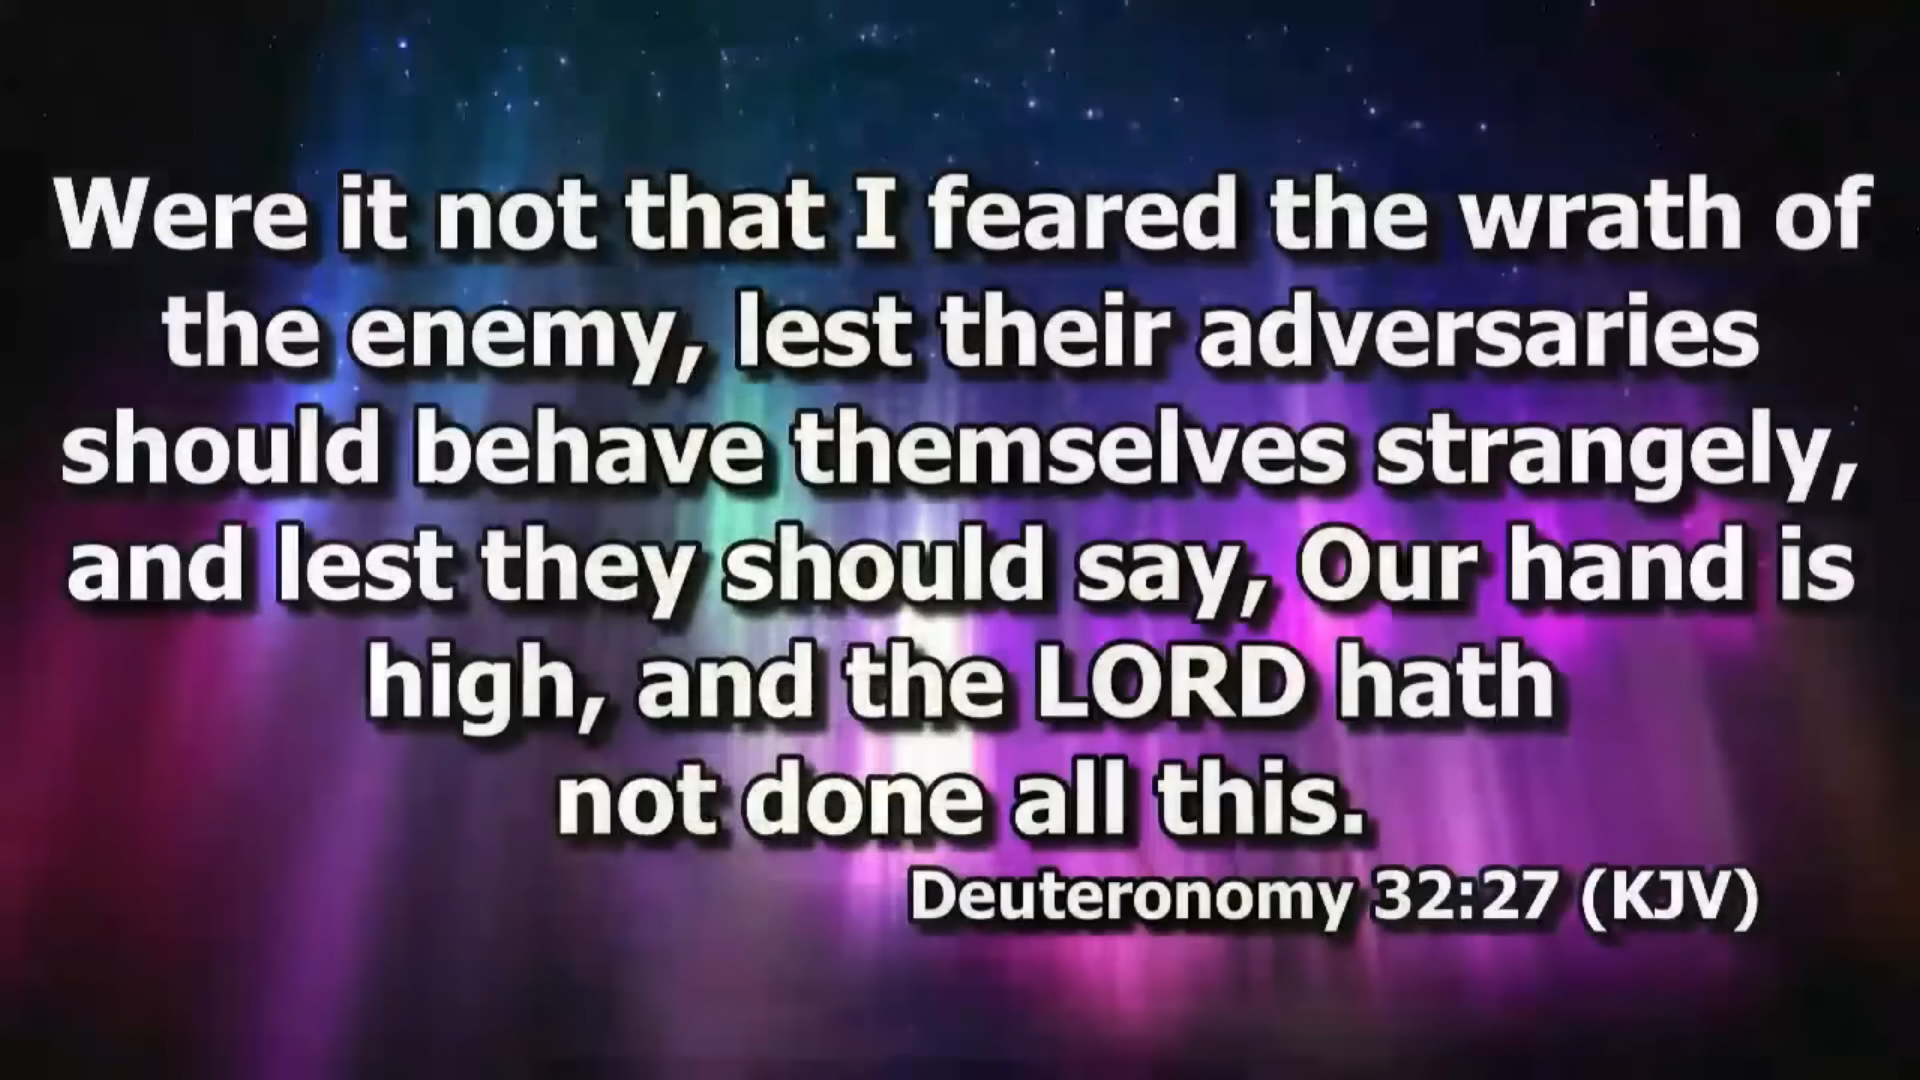 Were it not that I feared the wrath of
the enemy, lest their adversaries
should behave themselves strangely,
and lest they should say, Our hand is
high, and the LORD hath
not done all this.
Deuteronomy 32:27 (KJV)